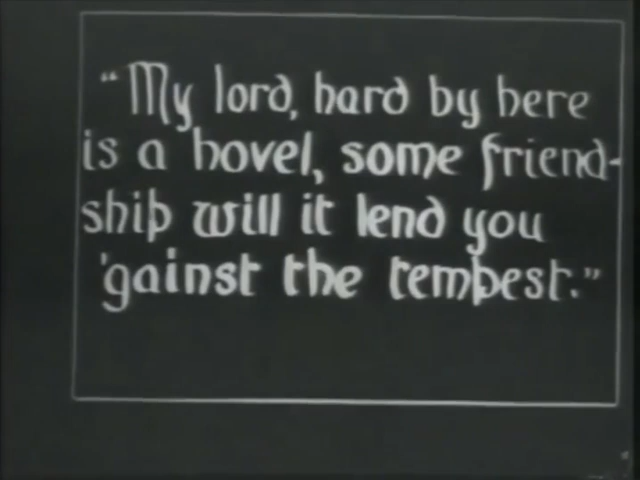 “My lord, hard by here
is a hovel, some friend-
ship will it lend you
'gainst the tempest.”